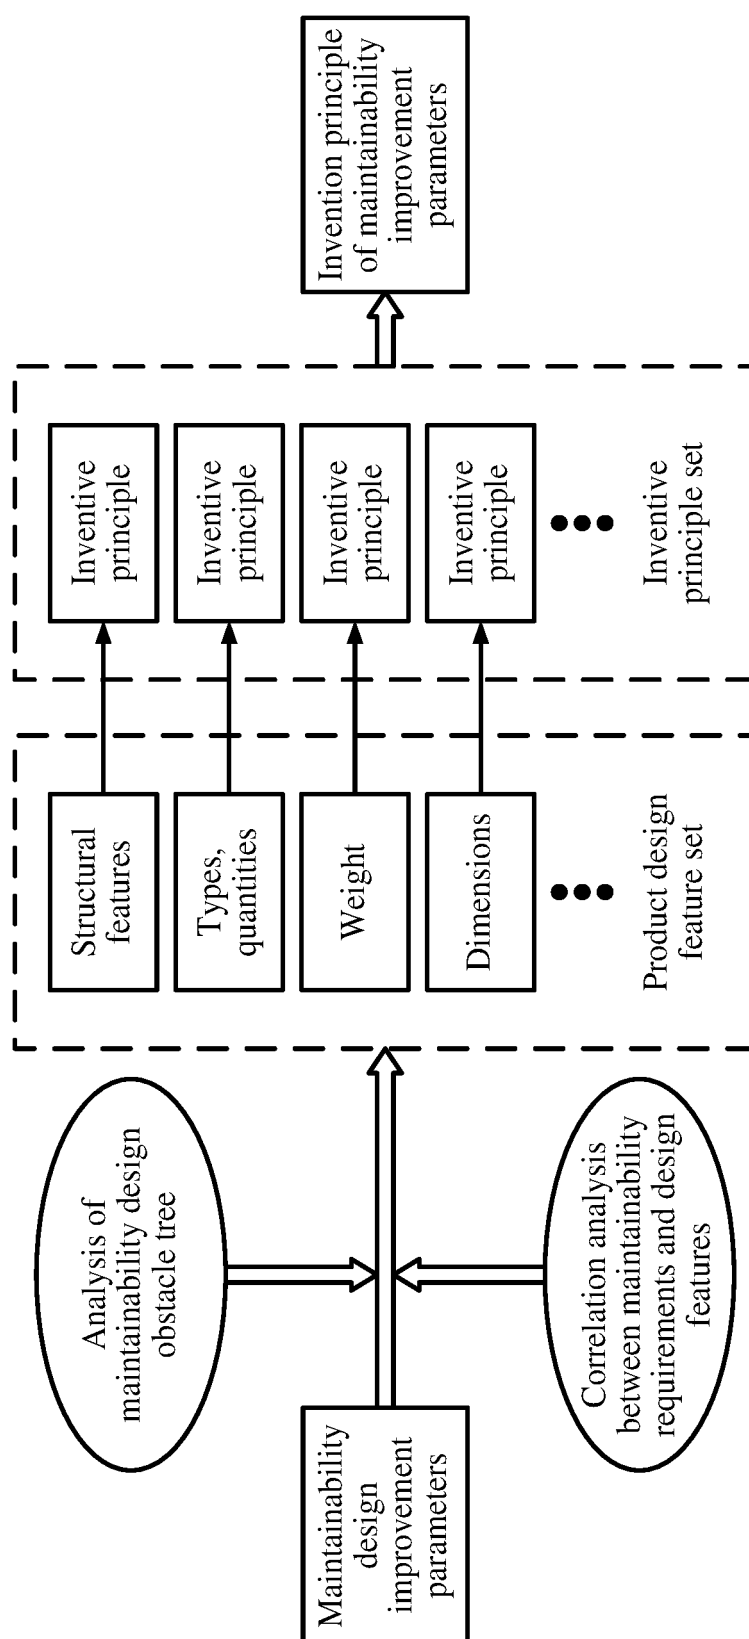 Maintainability
design
improvement
parameters
Analysis of
maintainability design
obstacle tree
Correlation analysis
between maintainability
requirements and design
features
Structural
features
Types,
quantities
Weight
Dimensions
Product design
feature set
Inventive
principle
Inventive
principle
Inventive
principle
Inventive
principle
Inventive
principle set
Invention principle
of maintainability
improvement
parameters